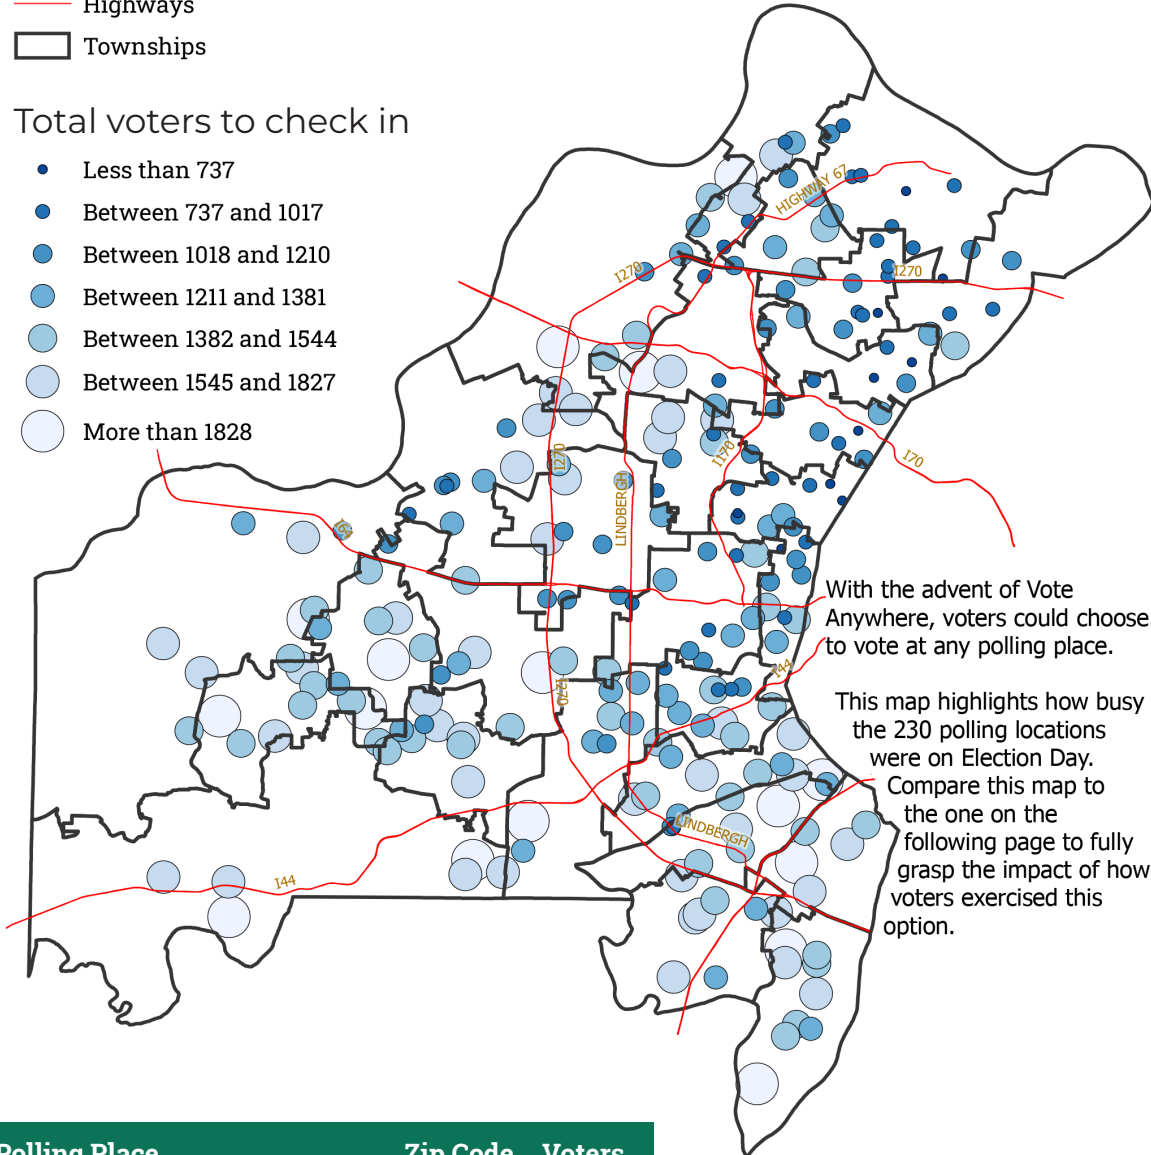 Highways
Townships
Total voters to check in
Less than 737
Between 737 and 1017
Between 1018 and 1210
Between 1211 and 1381
Between 1382 and 1544
Between 1545 and 1827
More than 1828
HIGHWAY 67
I270
I270
I270
LINDBERGH
I170
I70
I64
With the advent of Vote
Anywhere, voters could choose
to vote at any polling place.
I44
I270
This map highlights how busy
the 230 polling locations
were on Election Day.
Compare this map to
the one on the
following page to fully
grasp the impact of how
voters exercised this
option.
LINDBERGH
I44
Polling Place Zip Code Voters